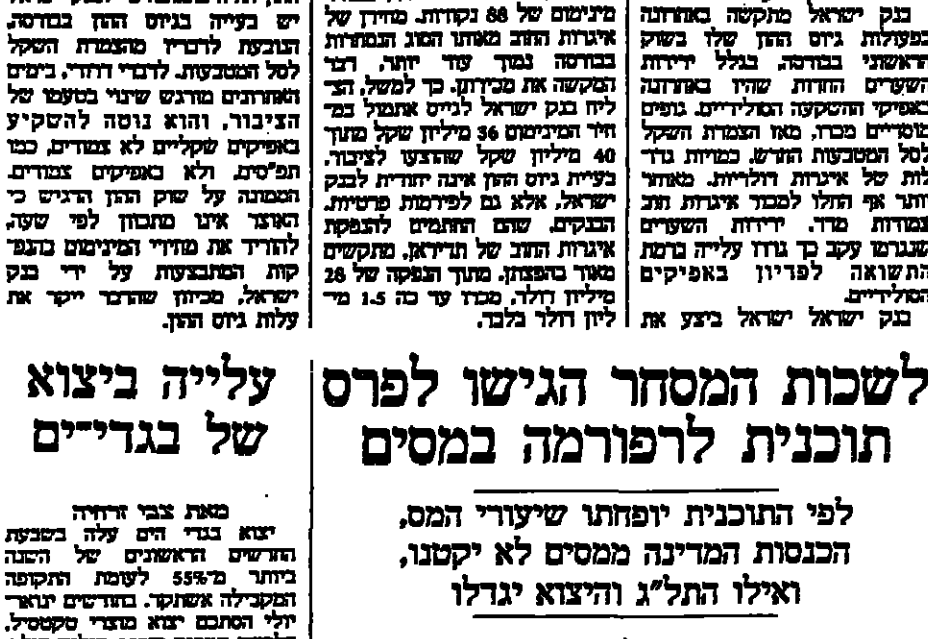 בנק ישראל מתקשה באחרונה
בפעולות גיוס ההון שלו בשוק
הראשוני בבורסה, בגלל ירידות
השערים החדות שהיו באחרונה
באפיקי ההשקעה הסולידיים. גופים
מוסדיים מכרו, מאז הצמדת השקל
לסל המטבעות החדש, כמויות גדו־
לות של איגרות דולריות. מאוחר
יותר אף החלו למכור איגרות חוב
צמודות מדד. ירידות השערים
שנגרמו עקב כך גררו עלייה ברמת
התשואה לפדיון באפיקים
הסולידיים.
בנק ישראל ישראל ביצע את
מינימום של 88 נקודות. מחירן של
איגרות החוב מאותו הסוג הנסחרות
בבורסה נמוך עוד יותר, דבר
המקשה את מכירתן. כך למשל, הצ־
ליח בנק ישראל לגייס אתמול במ־
חיר המינימום 36 מיליון שקל מתוך
40 מיליון שקל שהוצעו לציבור.
בעיית גיוס ההון אינה יחודית לבנק
ישראל, אלא גם לפירמות פרטיות.
הבנקים, שהם החתמים להנפקת
איגרות החוב של תדיראן, מתקשים
מאוד בהפצתן. מתוך הנפקה של 28
מיליון דולר, מכרו עד כה 1.5 מי־
ליון דולר בלבד.
יש בעייה בגיוס ההון בבורסה,
הנובעת לדבריו מהצמדת השקל
לסל המטבעות. לדברי דרורי, בימים
האחרונים מורגש שינוי בטעמו של
הציבור, והוא נוטה להשקיע
באפיקים שקליים לא צמודים, כמו
תפ״סים, ולא באפיקים צמודים.
הממונה על שוק ההון הדגיש כי
האוצר אינו מתכוון לפי שעה,
להוריד את מחירי המינימום בהנפ־
קות המתבצעות על ידי בנק
ישראל, מכיוון שהדבר ייקר את
עלות גיוס ההון.
לשכות המסחר הגישו לפרס
תוכנית לרפורמה במסים
לפי התוכנית יופחתו שיעורי המס,
הכנסות המדינה ממסים לא יקטנו,
ואילו התל״ג והיצוא יגדלו
עלייה ביצוא
של בגדי־ים
מאת צבי זרחיה
יצוא בגדי הים עלה בשבעת
החדשים הראשונים של השנה
ביותר מ־55% לעומת התקופה
המקבילה אשתקד. בחודשים ינואר־
יולי הסתכם יצוא מוצרי טקסטיל,